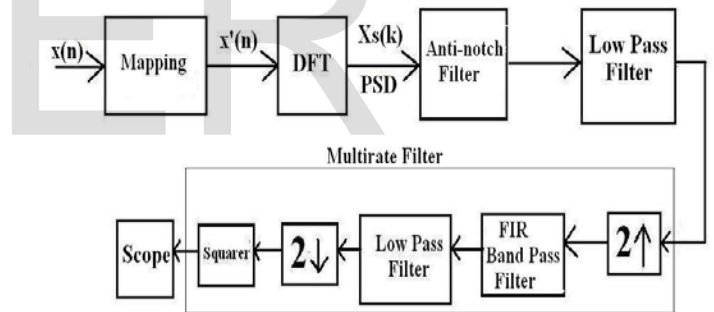 ER
x(n)
Mapping
x'(n)
DFT
Xs(k)
PSD
Anti-notch
Filter
Low Pass
Filter
Multirate Filter
Scope
Squarer
2↓
Low Pass
Filter
FIR
Band Pass
Filter
2↑